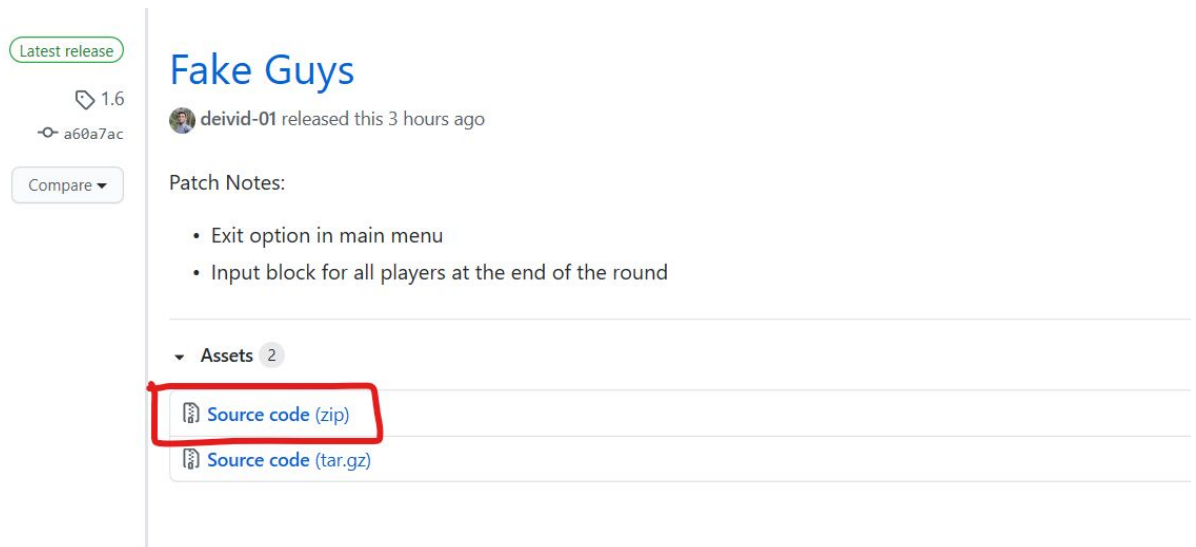 Latest release
1.6
a60a7ac
Compare
Fake Guys
deivid-01 released this 3 hours ago
Patch Notes:
• Exit option in main menu
• Input block for all players at the end of the round
Assets 2
Source code (zip)
Source code (tar.gz)